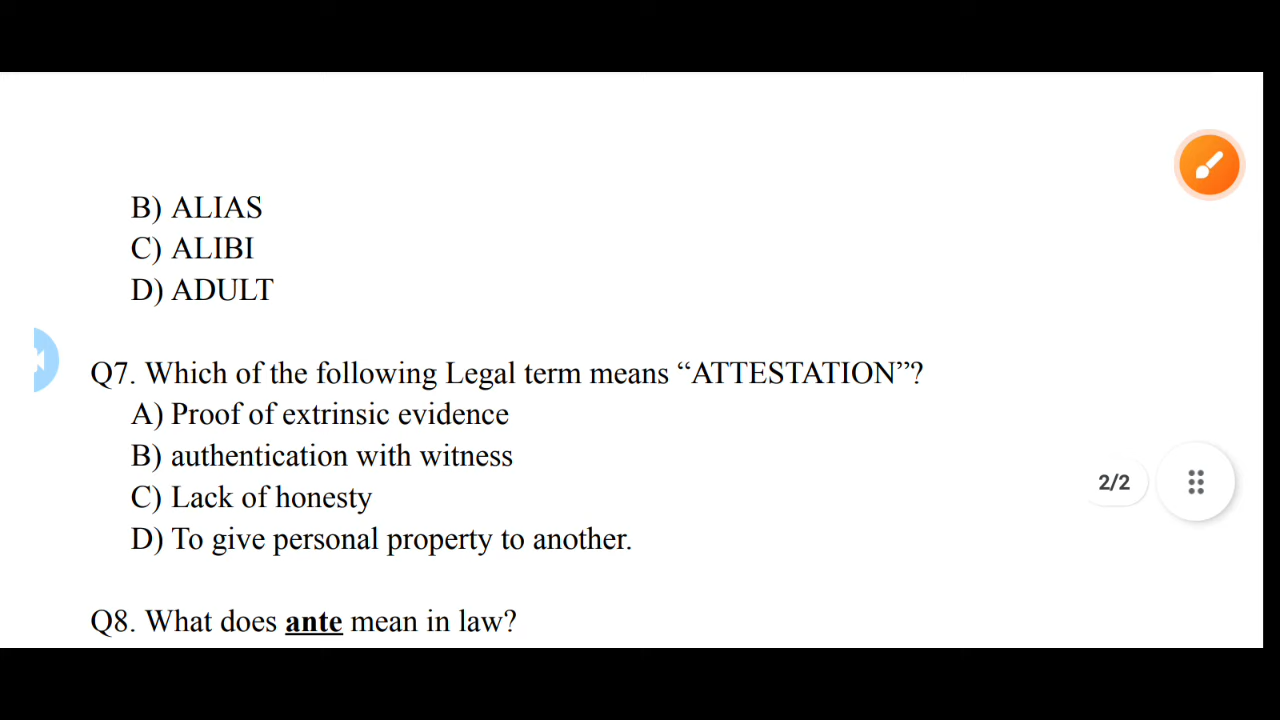 B) ALIAS
C) ALIBI
D) ADULT
Q7. Which of the following Legal term means “ATTESTATION”?
A) Proof of extrinsic evidence
B) authentication with witness
C) Lack of honesty
2/2
D) To give personal property to another.
Q8. What does ante mean in law?